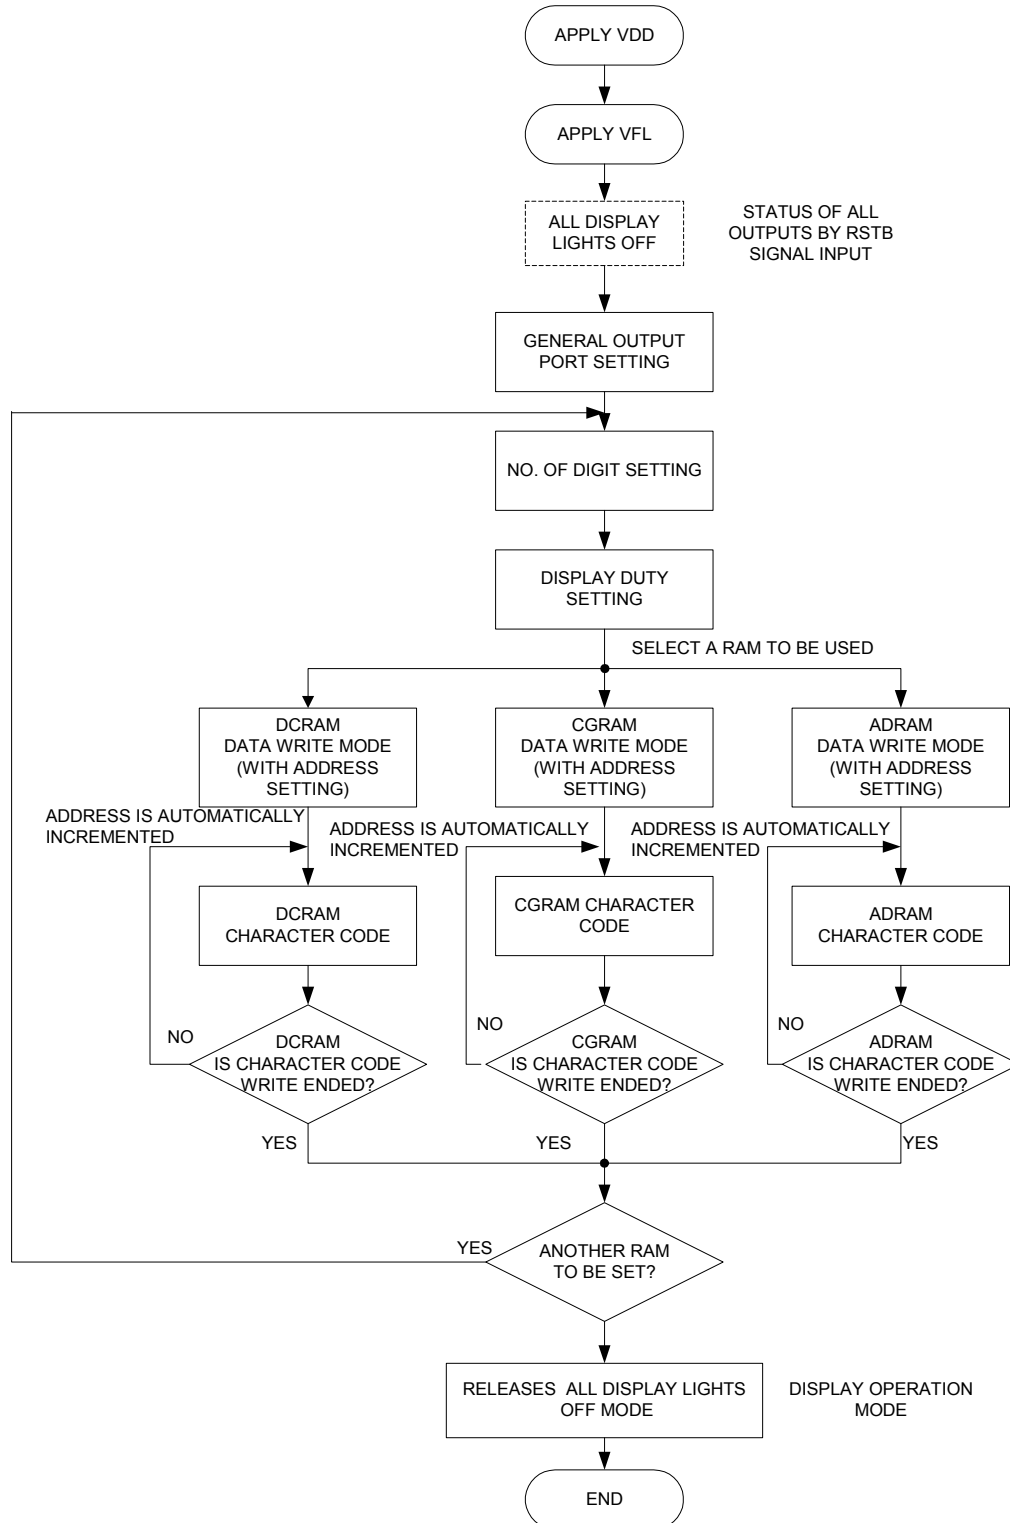 APPLY VDD
APPLY VFL
ALL DISPLAY
LIGHTS OFF
STATUS OF ALL
OUTPUTS BY RSTB
SIGNAL INPUT
GENERAL OUTPUT
PORT SETTING
NO. OF DIGIT SETTING
DISPLAY DUTY
SETTING
SELECT A RAM TO BE USED
DCRAM
DATA WRITE MODE
(WITH ADDRESS
SETTING)
CGRAM
DATA WRITE MODE
(WITH ADDRESS
SETTING)
ADRAM
DATA WRITE MODE
(WITH ADDRESS
SETTING)
ADDRESS IS AUTOMATICALLY
INCREMENTED
ADDRESS IS AUTOMATICALLY
INCREMENTED
ADDRESS IS AUTOMATICALLY
INCREMENTED
DCRAM
CHARACTER CODE
CGRAM CHARACTER
CODE
ADRAM
CHARACTER CODE
NO
DCRAM
IS CHARACTER CODE
WRITE ENDED?
NO
CGRAM
IS CHARACTER CODE
WRITE ENDED?
NO
ADRAM
IS CHARACTER CODE
WRITE ENDED?
YES
YES
YES
YES
ANOTHER RAM
TO BE SET?
RELEASES ALL DISPLAY LIGHTS
OFF MODE
DISPLAY OPERATION
MODE
END